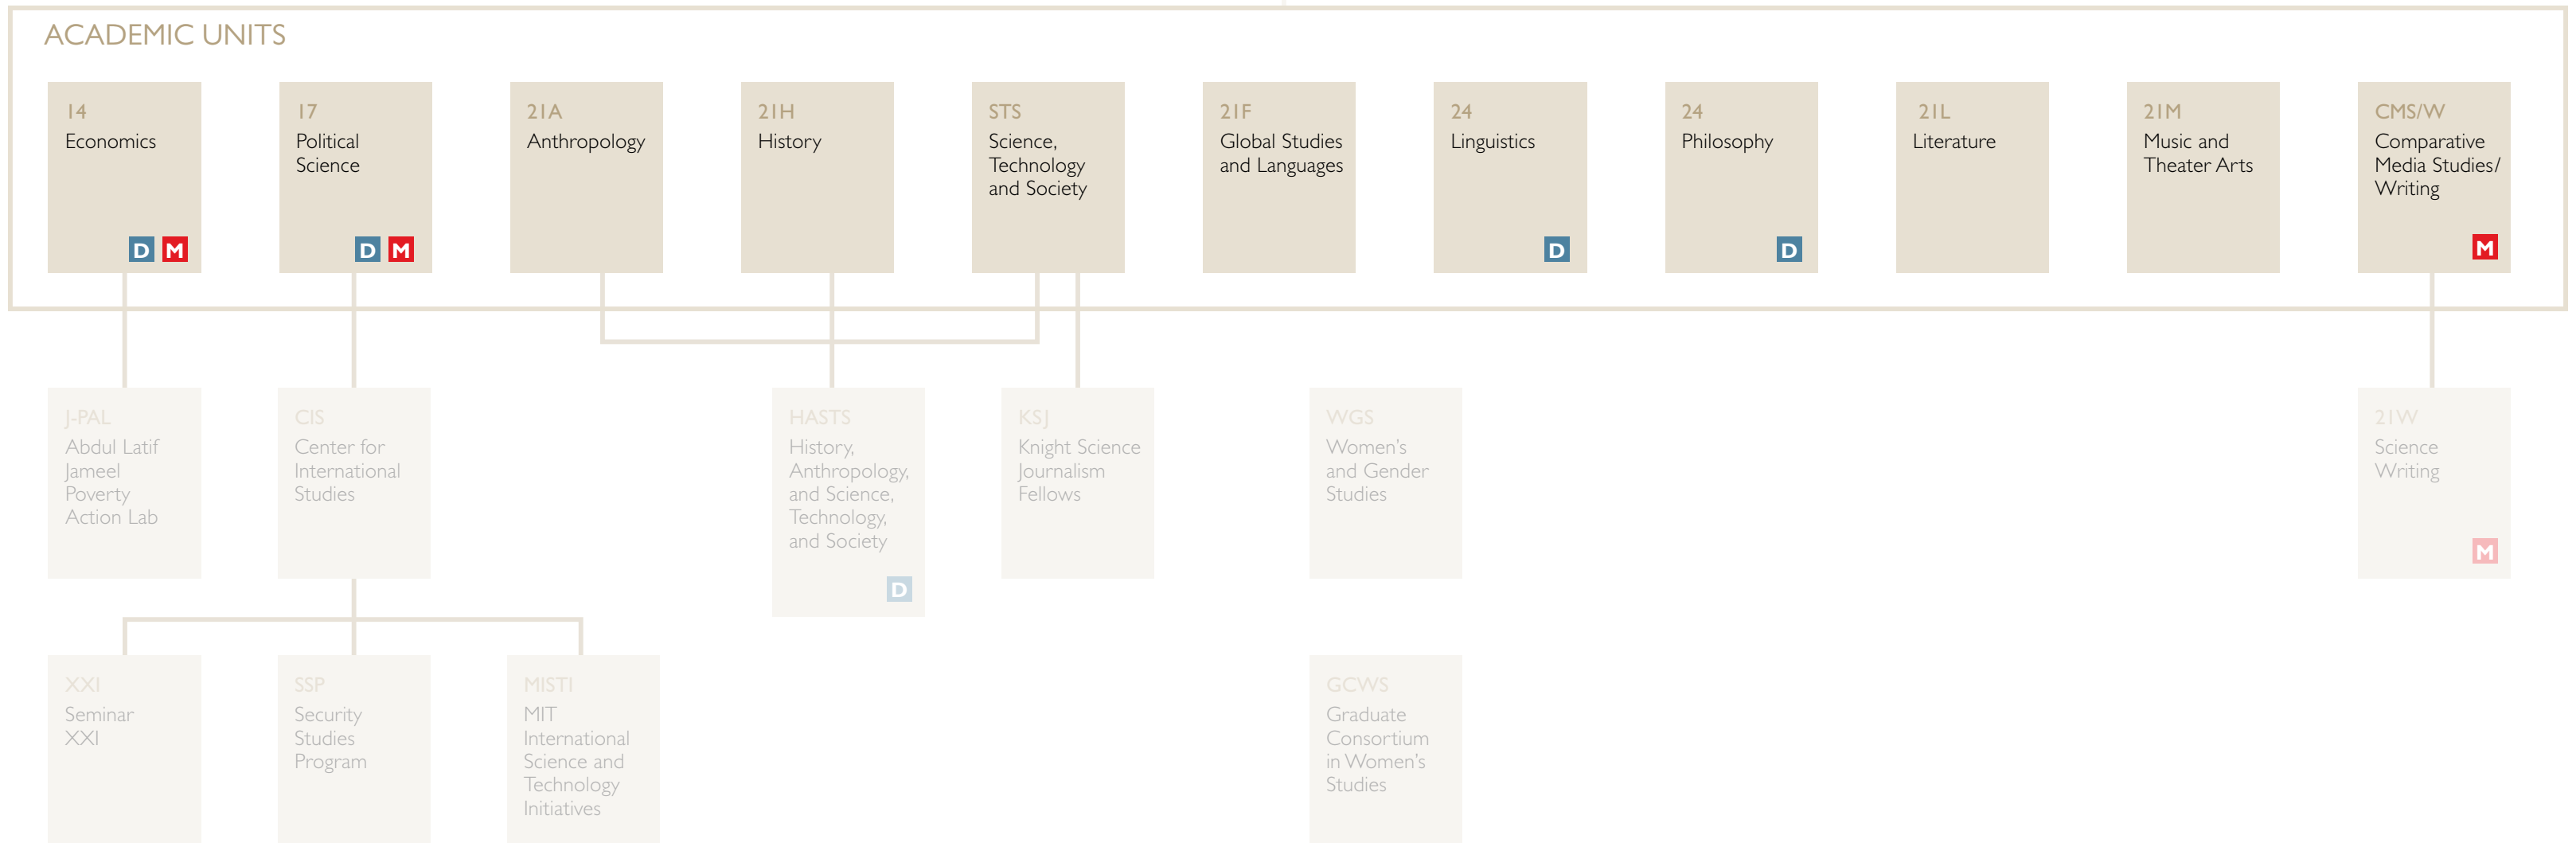 ACADEMIC UNITS
14
Economics
D M
17
Political
Science
D M
21A
Anthropology
21H
History
STS
Science,
Technology
and Society
21F
Global Studies
and Languages
24
Linguistics
D
24
Philosophy
D
21L
Literature
21M
Music and
Theater Arts
CMS/W
Comparative
Media Studies/
Writing
M
J-PAL
Abdul Latif
Jameel
Poverty
Action Lab
CIS
Center for
International
Studies
HASTS
History,
Anthropology,
and Science,
Technology,
and Society
D
KSJ
Knight Science
Journalism
Fellows
WGS
Women’s
and Gender
Studies
21W
Science
Writing
M
XXI
Seminar
XXI
SSP
Security
Studies
Program
MISTI
MIT
International
Science and
Technology
Initiatives
GCWS
Graduate
Consortium
in Women’s
Studies